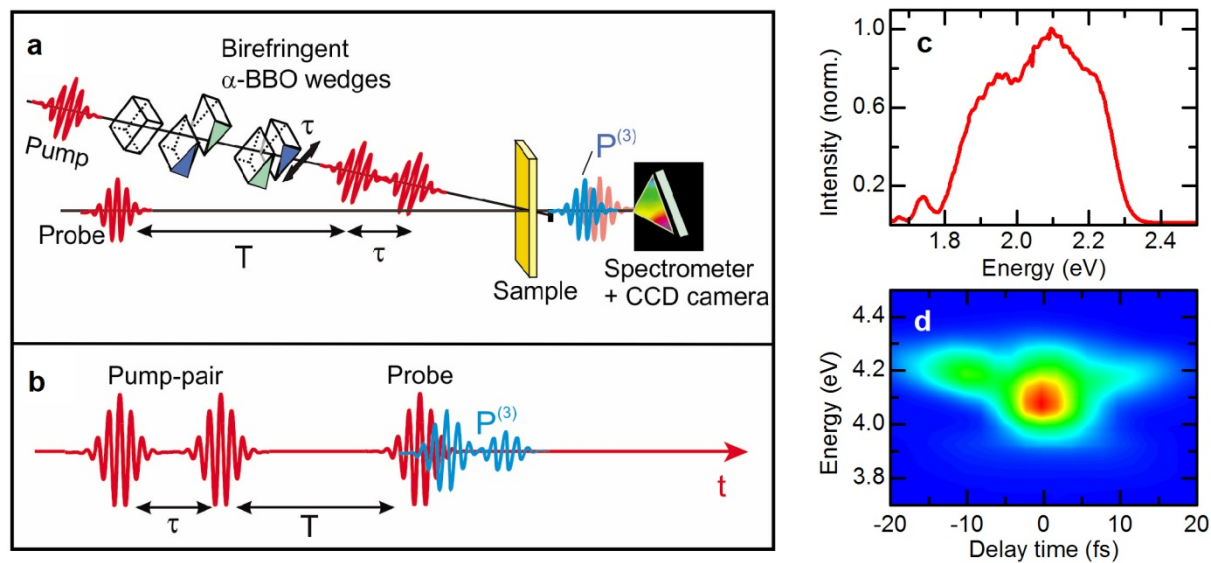 a
Birefringent
α-BBO wedges
Pump
τ
P(3)
Probe
T
τ
Sample
Spectrometer
+ CCD camera
b
Pump-pair
Probe
P(3)
τ
T
t
c
Intensity (norm.)
1.0
0.6
0.2
1.8
2.0
2.2
2.4
Energy (eV)
d
Energy (eV)
4.4
4.2
4.0
3.8
-20
-10
0
10
20
Delay time (fs)